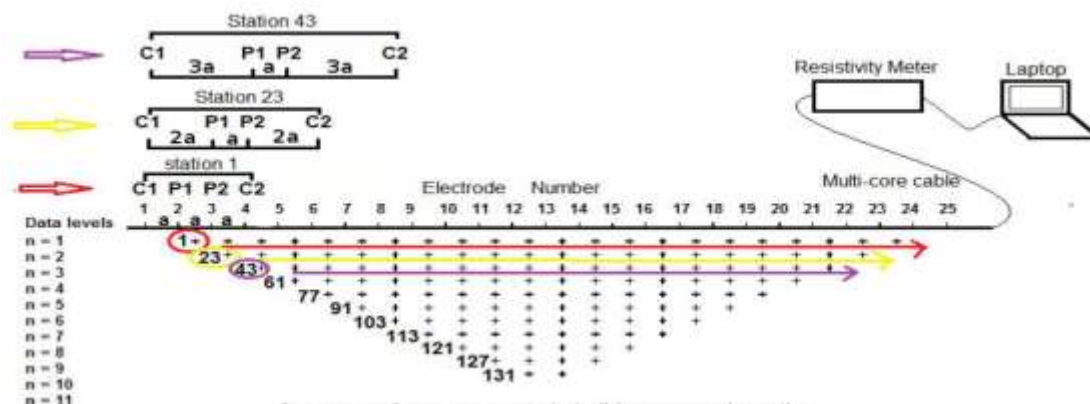 Station 43
C1 P1 P2 C2
3a a 3a
Station 23
C1 P1 P2 C2
2a a 2a
station 1
C1 P1 P2 C2
Resistivity Meter
Laptop
Multi-core cable
Electrode Number
1 2 3 4 5 6 7 8 9 10 11 12 13 14 15 16 17 18 19 20 21 22 23 24 25
a a a
Data levels
n = 1
1
n = 2
23
n = 3
43
61
n = 4
77
n = 5
91
n = 6
103
n = 7
113
n = 8
121
n = 9
127
n = 10
131
n = 11